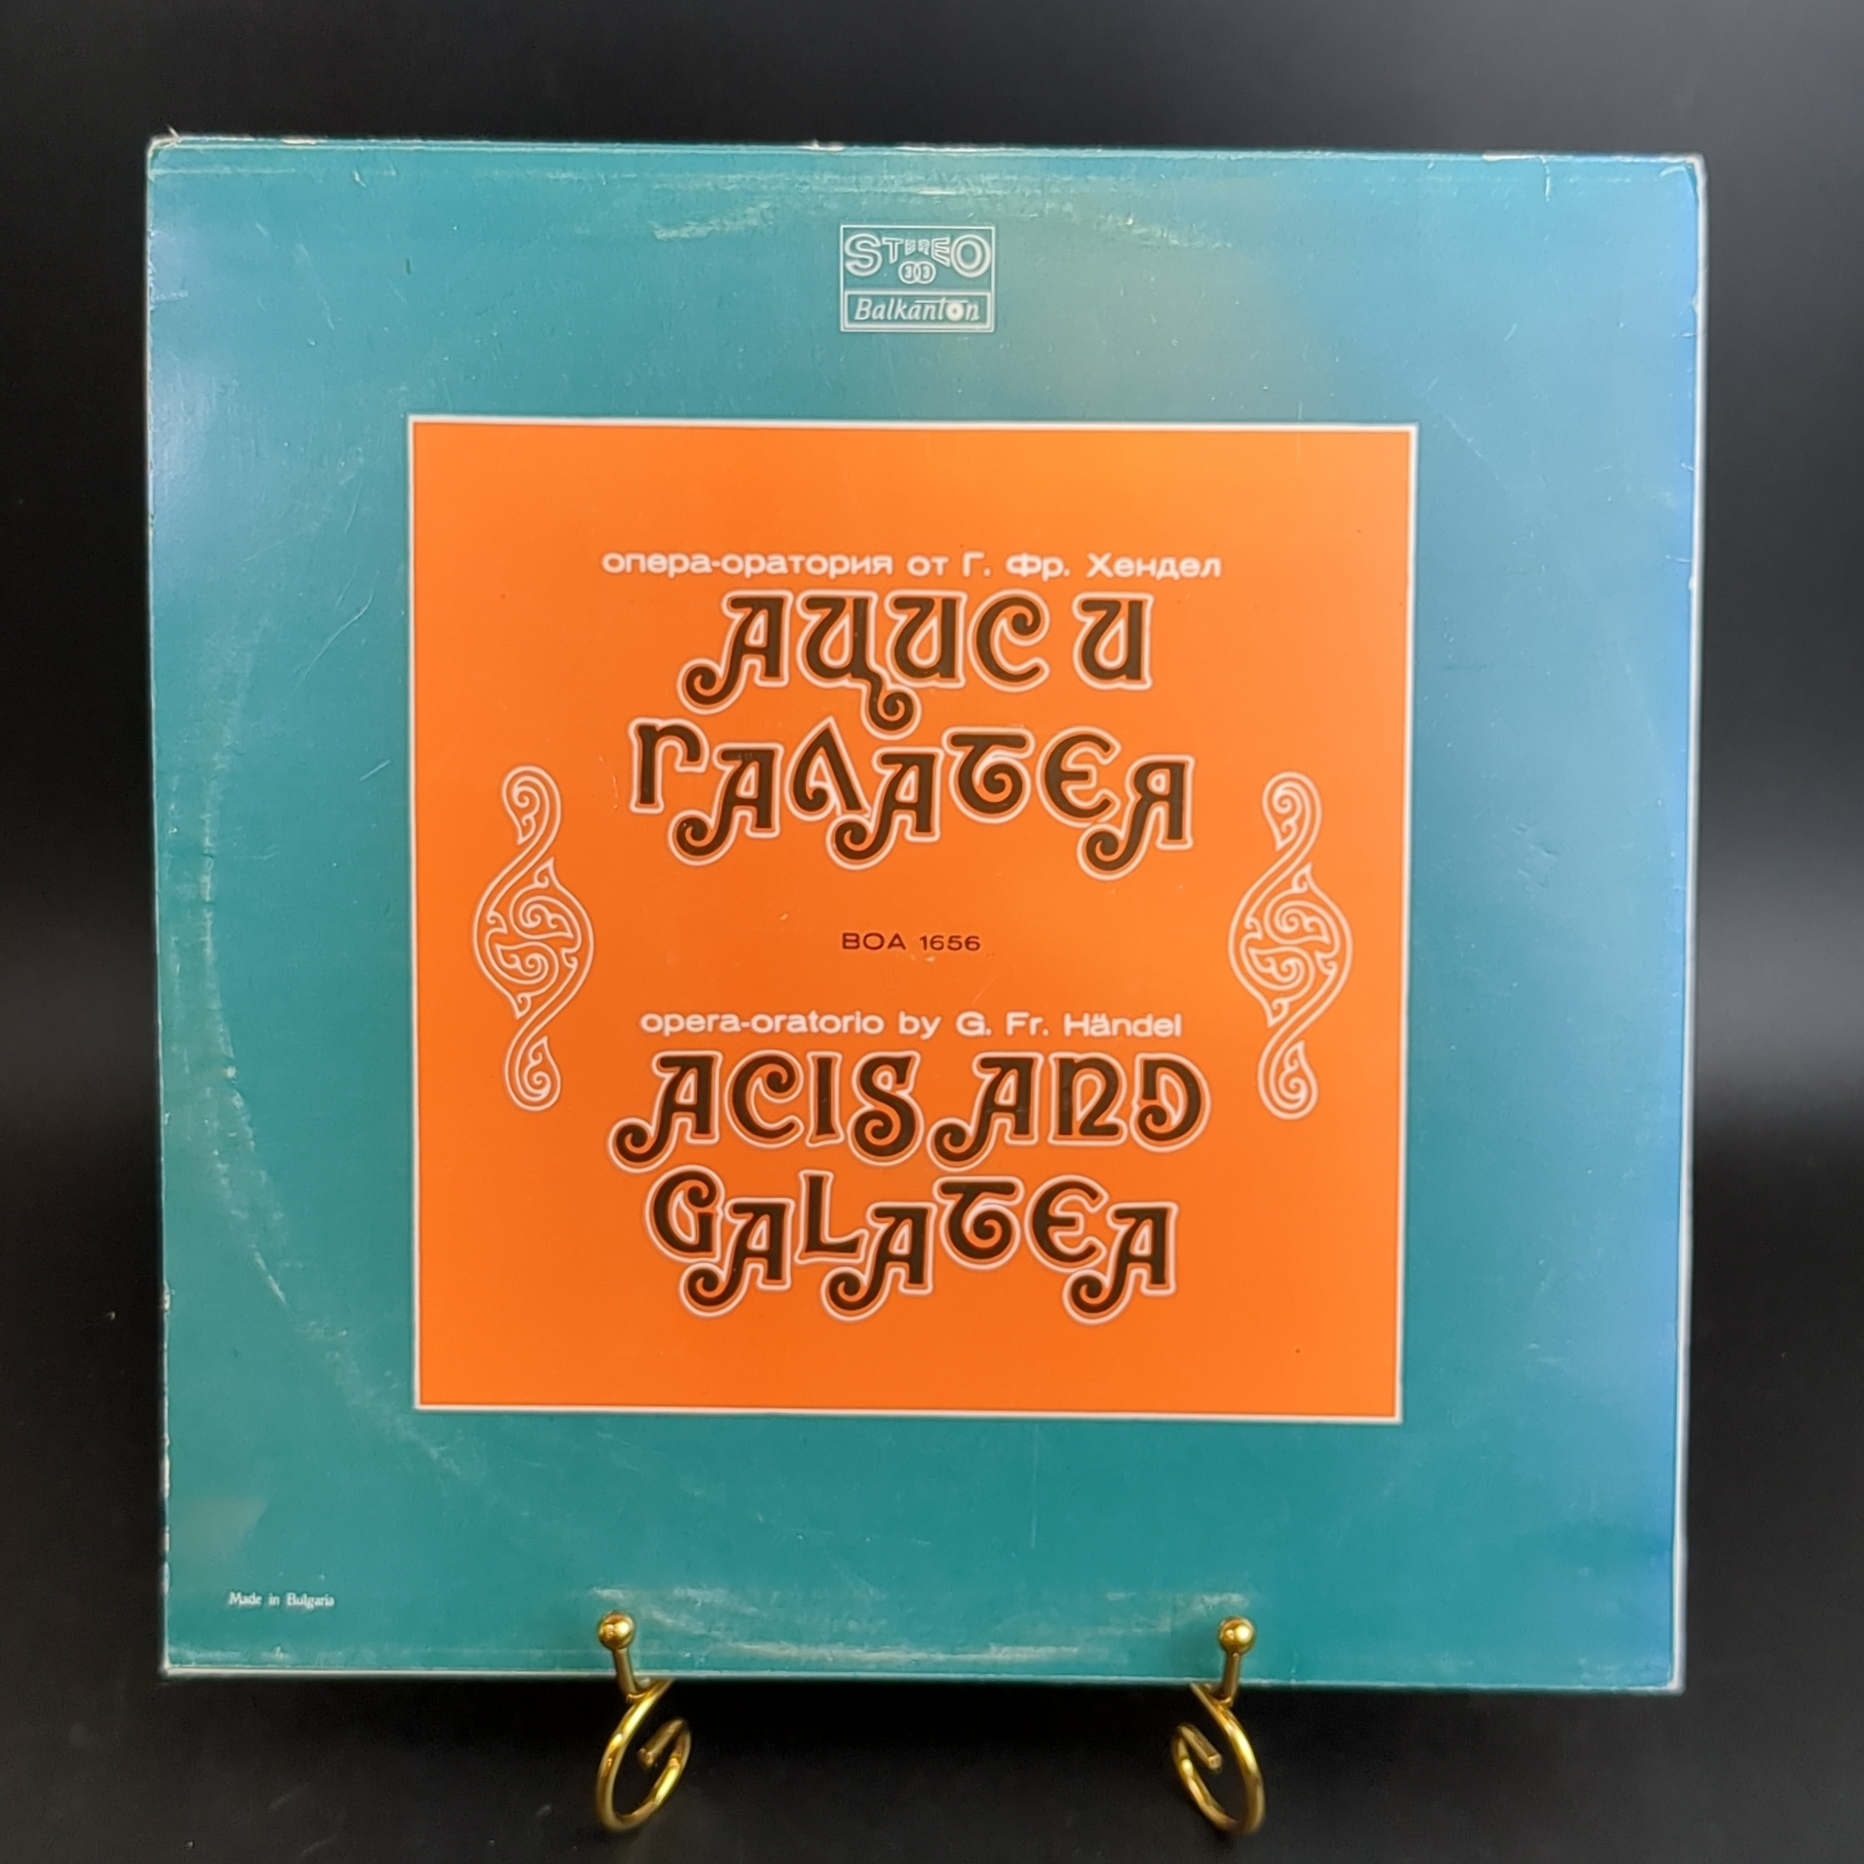 STEREO
33
Balkanton
опера-оратория от Г. Фр. Хендел
АЦИС И
ГАЛАТЕЯ
ВОА 1656
opera-oratorio by G. Fr. Händel
ACIS AND
GALATEA
Made in Bulgaria